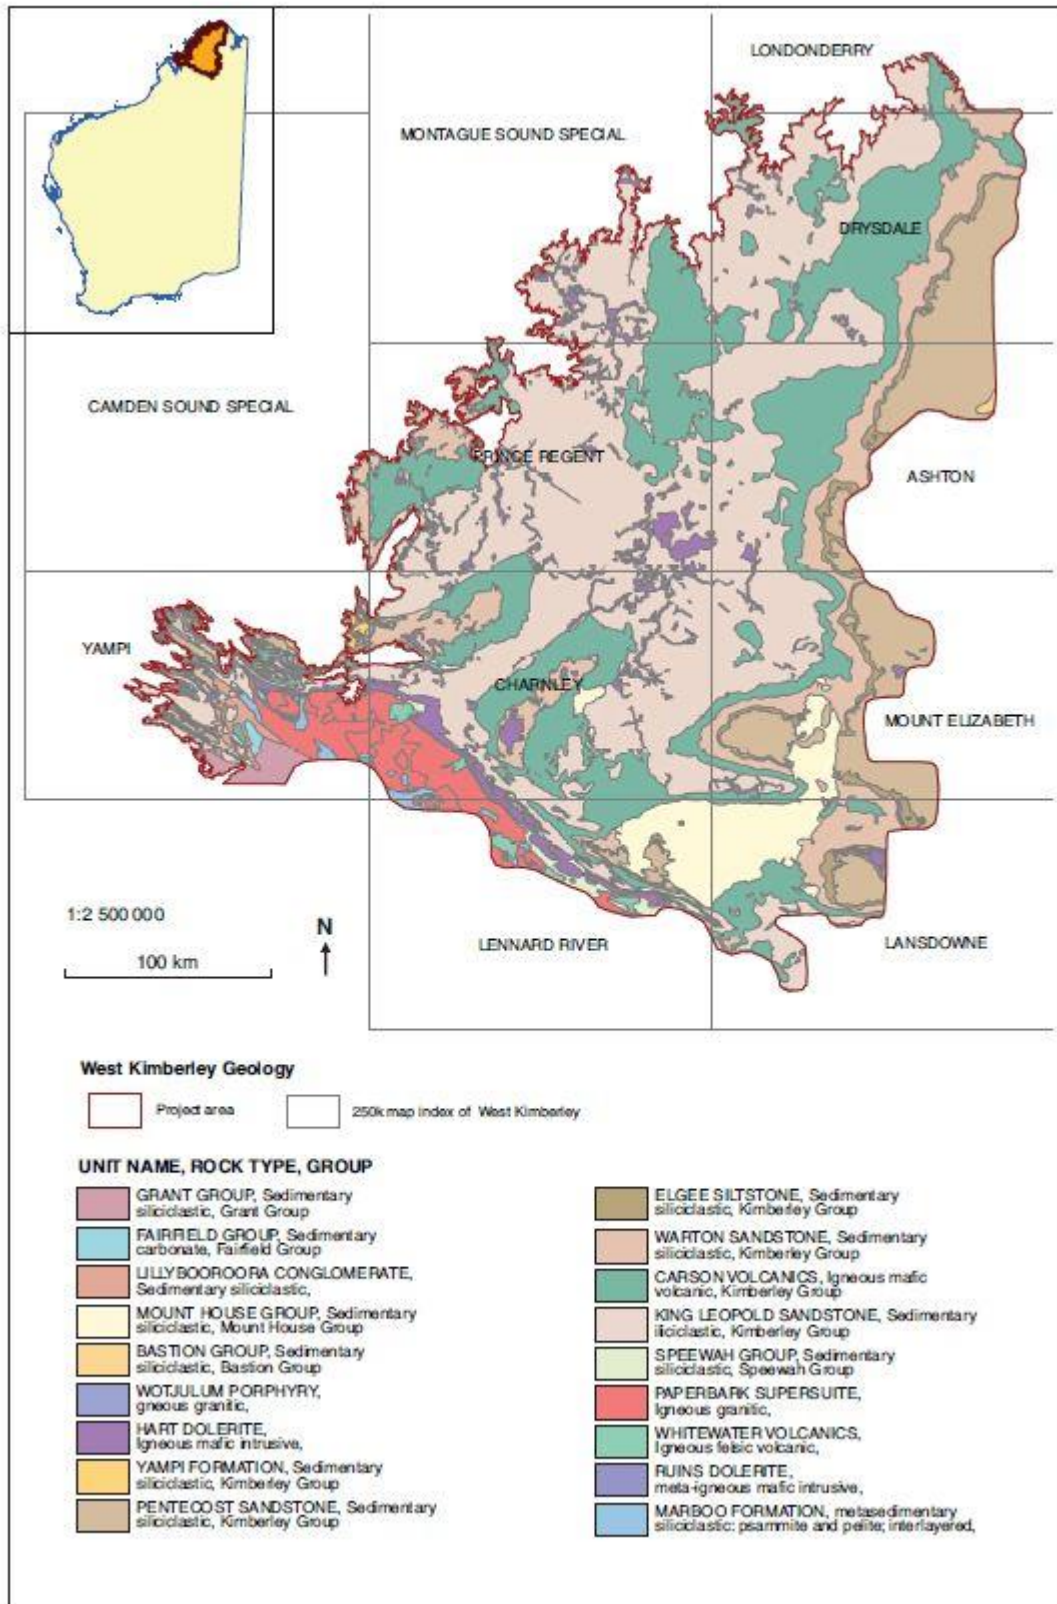 LONDONDERRY
MONTAGUE SOUND SPECIAL
DRYSDALE
CAMDEN SOUND SPECIAL
PRINCE REGENT
ASHTON
YAMPI
CHARNLEY
MOUNT ELIZABETH
1:2 500 000
N
100 km
LENNARD RIVER
LANSDOWNE
West Kimberley Geology
Project area
250k map index of West Kimberley
UNIT NAME, ROCK TYPE, GROUP
GRANT GROUP, Sedimentary
siliciclastic, Grant Group
FAIRFIELD GROUP, Sedimentary
carbonate, Fairfield Group
LILLYBOOROORA CONGLOMERATE,
Sedimentary siliciclastic,
MOUNT HOUSE GROUP, Sedimentary
siliciclastic, Mount House Group
BASTION GROUP, Sedimentary
siliciclastic, Bastion Group
WOTJULUM PORPHYRY,
gneous granitic,
HART DOLERITE,
Igneous mafic intrusive,
YAMPI FORMATION, Sedimentary
siliciclastic, Kimberley Group
PENTECOST SANDSTONE, Sedimentary
siliciclastic, Kimberley Group
ELGEE SILTSTONE, Sedimentary
siliciclastic, Kimberley Group
WARTON SANDSTONE, Sedimentary
siliciclastic, Kimberley Group
CARSON VOLCANICS, Igneous mafic
volcanic, Kimberley Group
KING LEOPOLD SANDSTONE, Sedimentary
iliciclastic, Kimberley Group
SPEEWAH GROUP, Sedimentary
siliciclastic, Speewah Group
PAPERBARK SUPERSUITE,
Igneous granitic,
WHITEWATER VOLCANICS,
Igneous felsic volcanic,
RUINS DOLERITE,
meta-igneous mafic intrusive,
MARBOO FORMATION, metasedimentary
siliciclastic: psammite and pelite; interlayered,